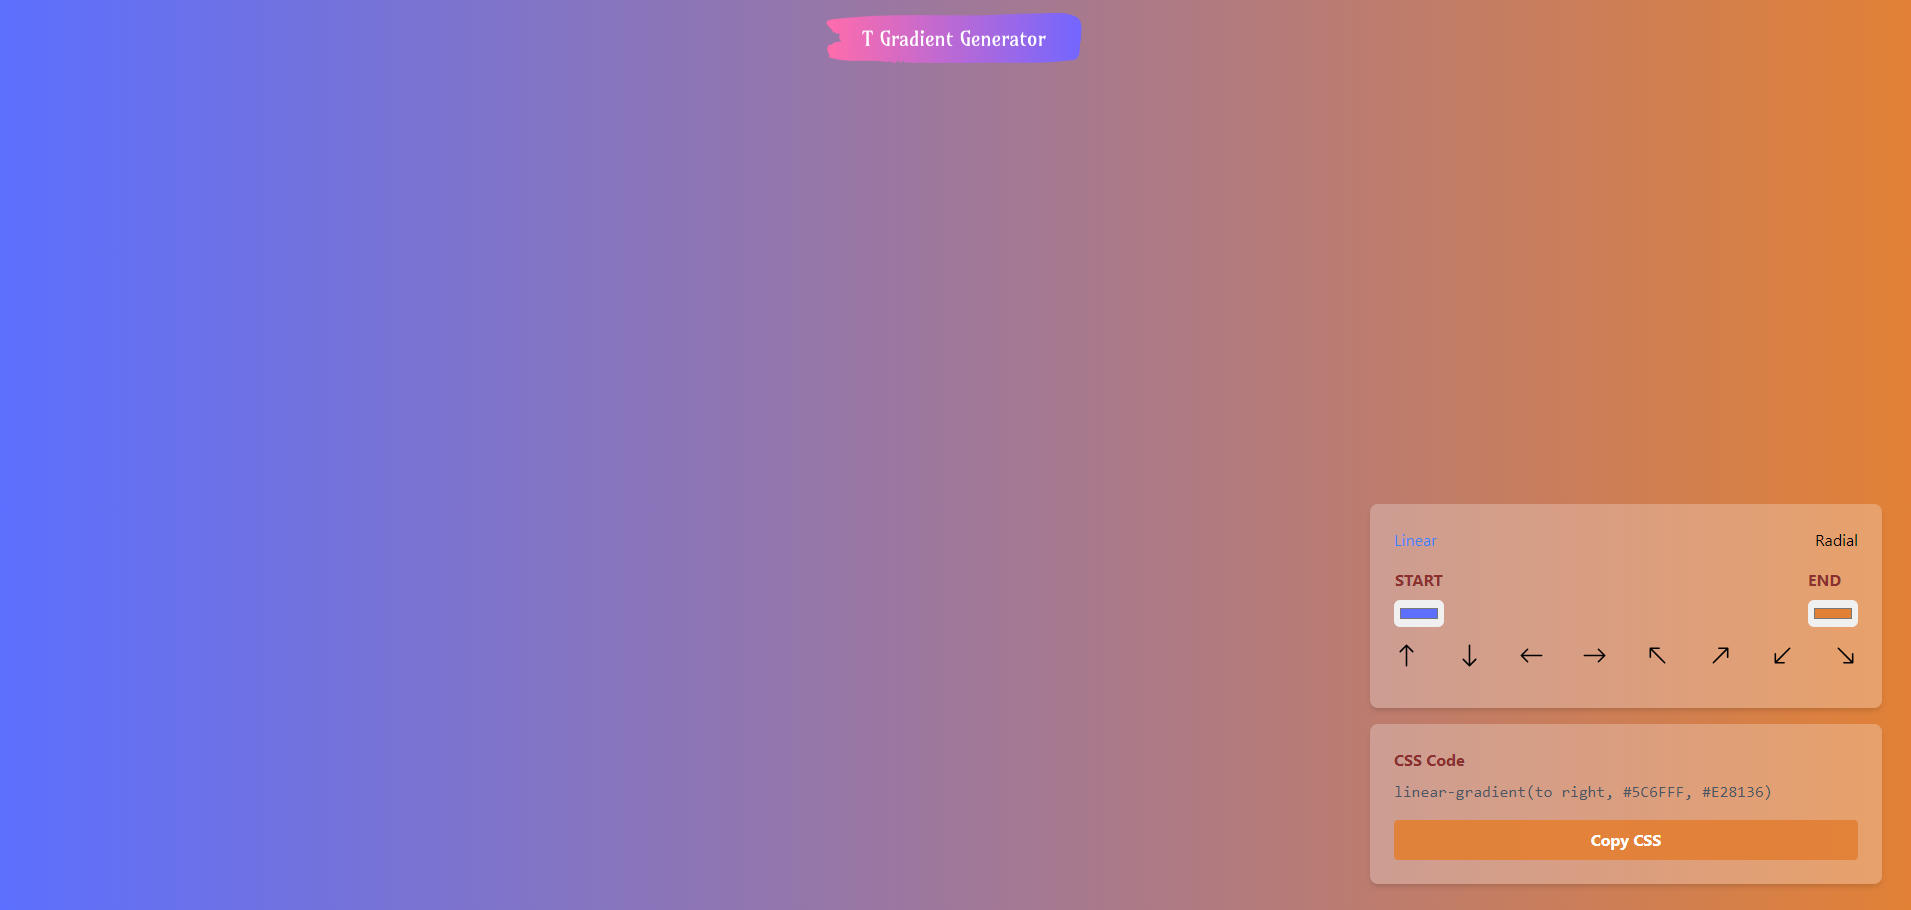 T Gradient Generator
Linear Radial
START END
CSS Code
linear-gradient(to right, #5C6FFF, #E28136)
Copy CSS